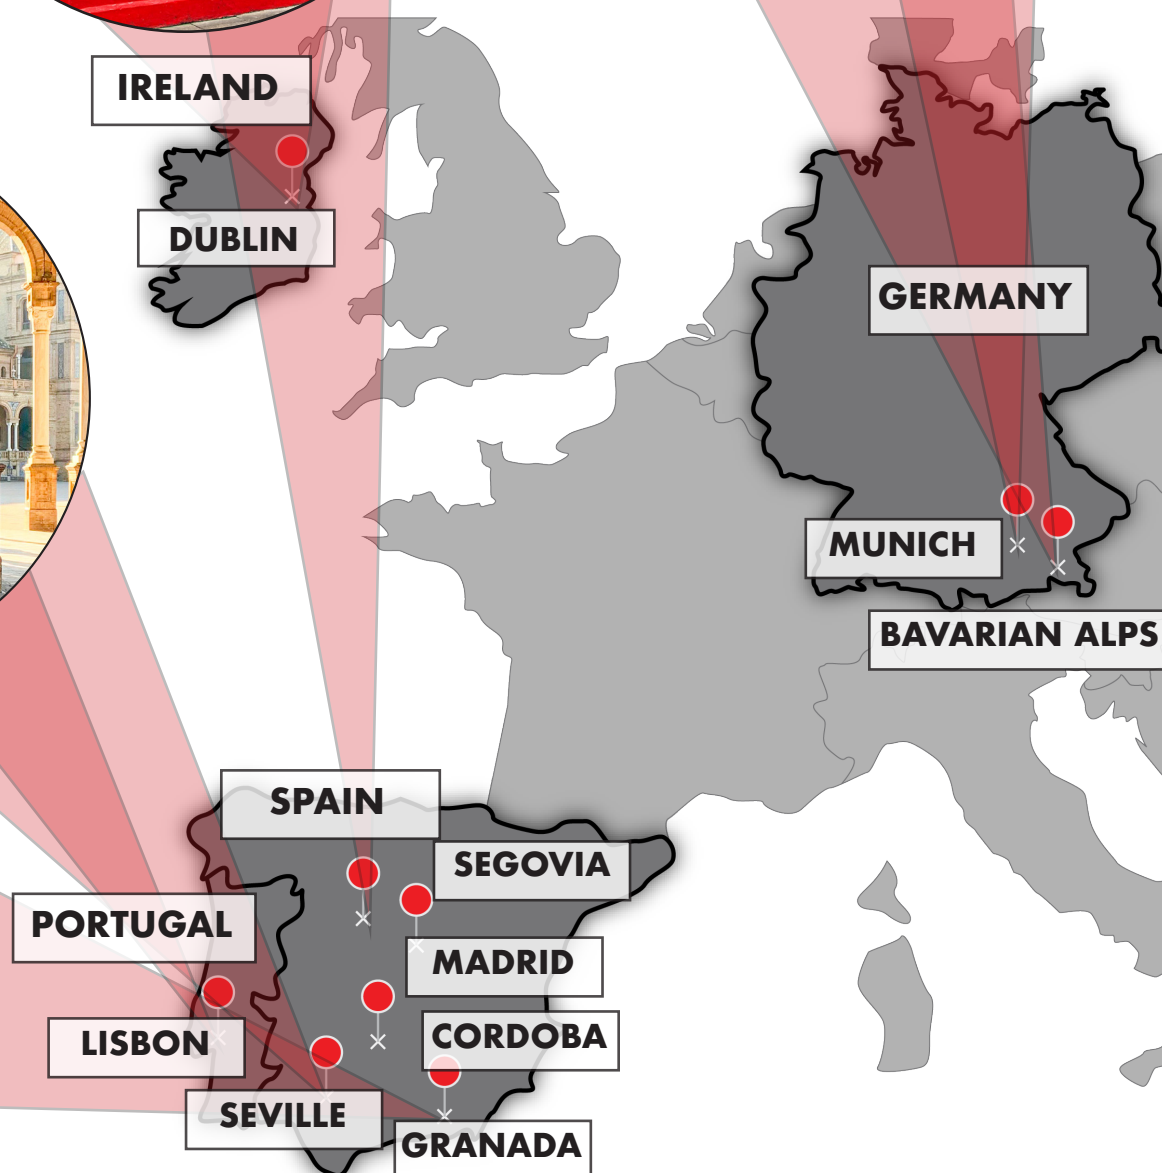 IRELAND
DUBLIN
GERMANY
MUNICH
BAVARIAN ALPS
SPAIN
SEGOVIA
PORTUGAL
MADRID
LISBON
CORDOBA
SEVILLE
GRANADA